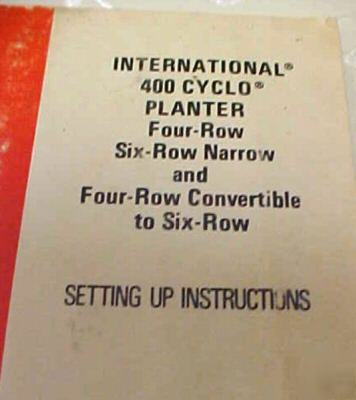 INTERNATIONAL®
400 CYCLO®
PLANTER
Four-Row
Six-Row Narrow
and
Four-Row Convertible
to Six-Row
SETTING UP INSTRUCTIONS